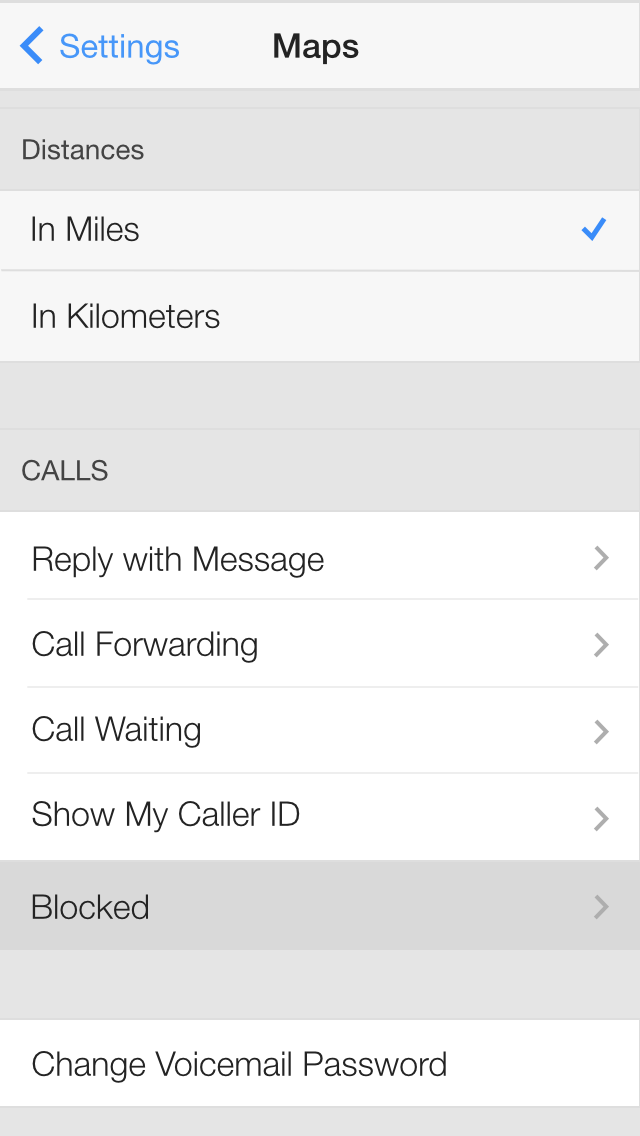 Settings Maps
Distances
In Miles
In Kilometers
CALLS
Reply with Message
Call Forwarding
Call Waiting
Show My Caller ID
Blocked
Change Voicemail Password